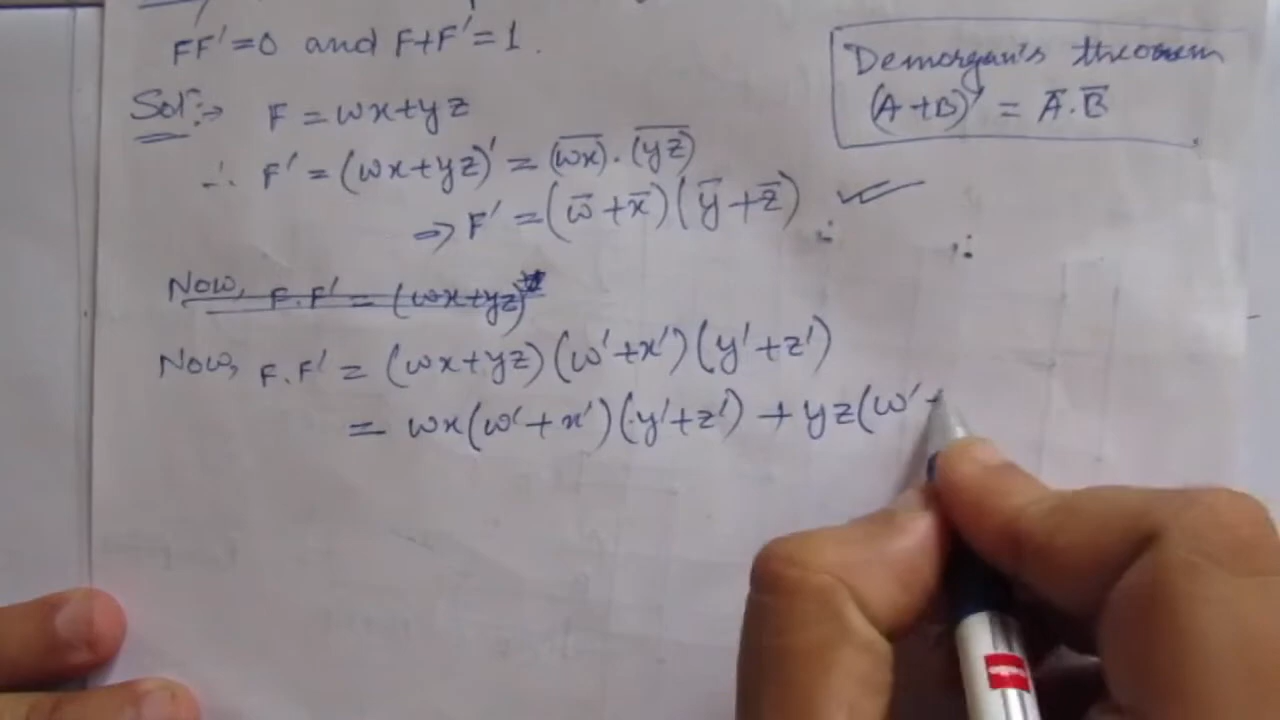 FF'=0 and F+F'=1.
Demorgan's theorem
(A+B)' = A̅.B̅
Sol:→ F = wx+yz
∴ F' = (wx+yz)' = (w̅x̅).(y̅z̅)
⇒ F' = (w̅+x̅)(y̅+z̅)
Now, F.F' = (wx+yz)
Now, F.F' = (wx+yz)(w'+x')(y'+z')
= wx(w'+x')(y'+z') + yz(w'+